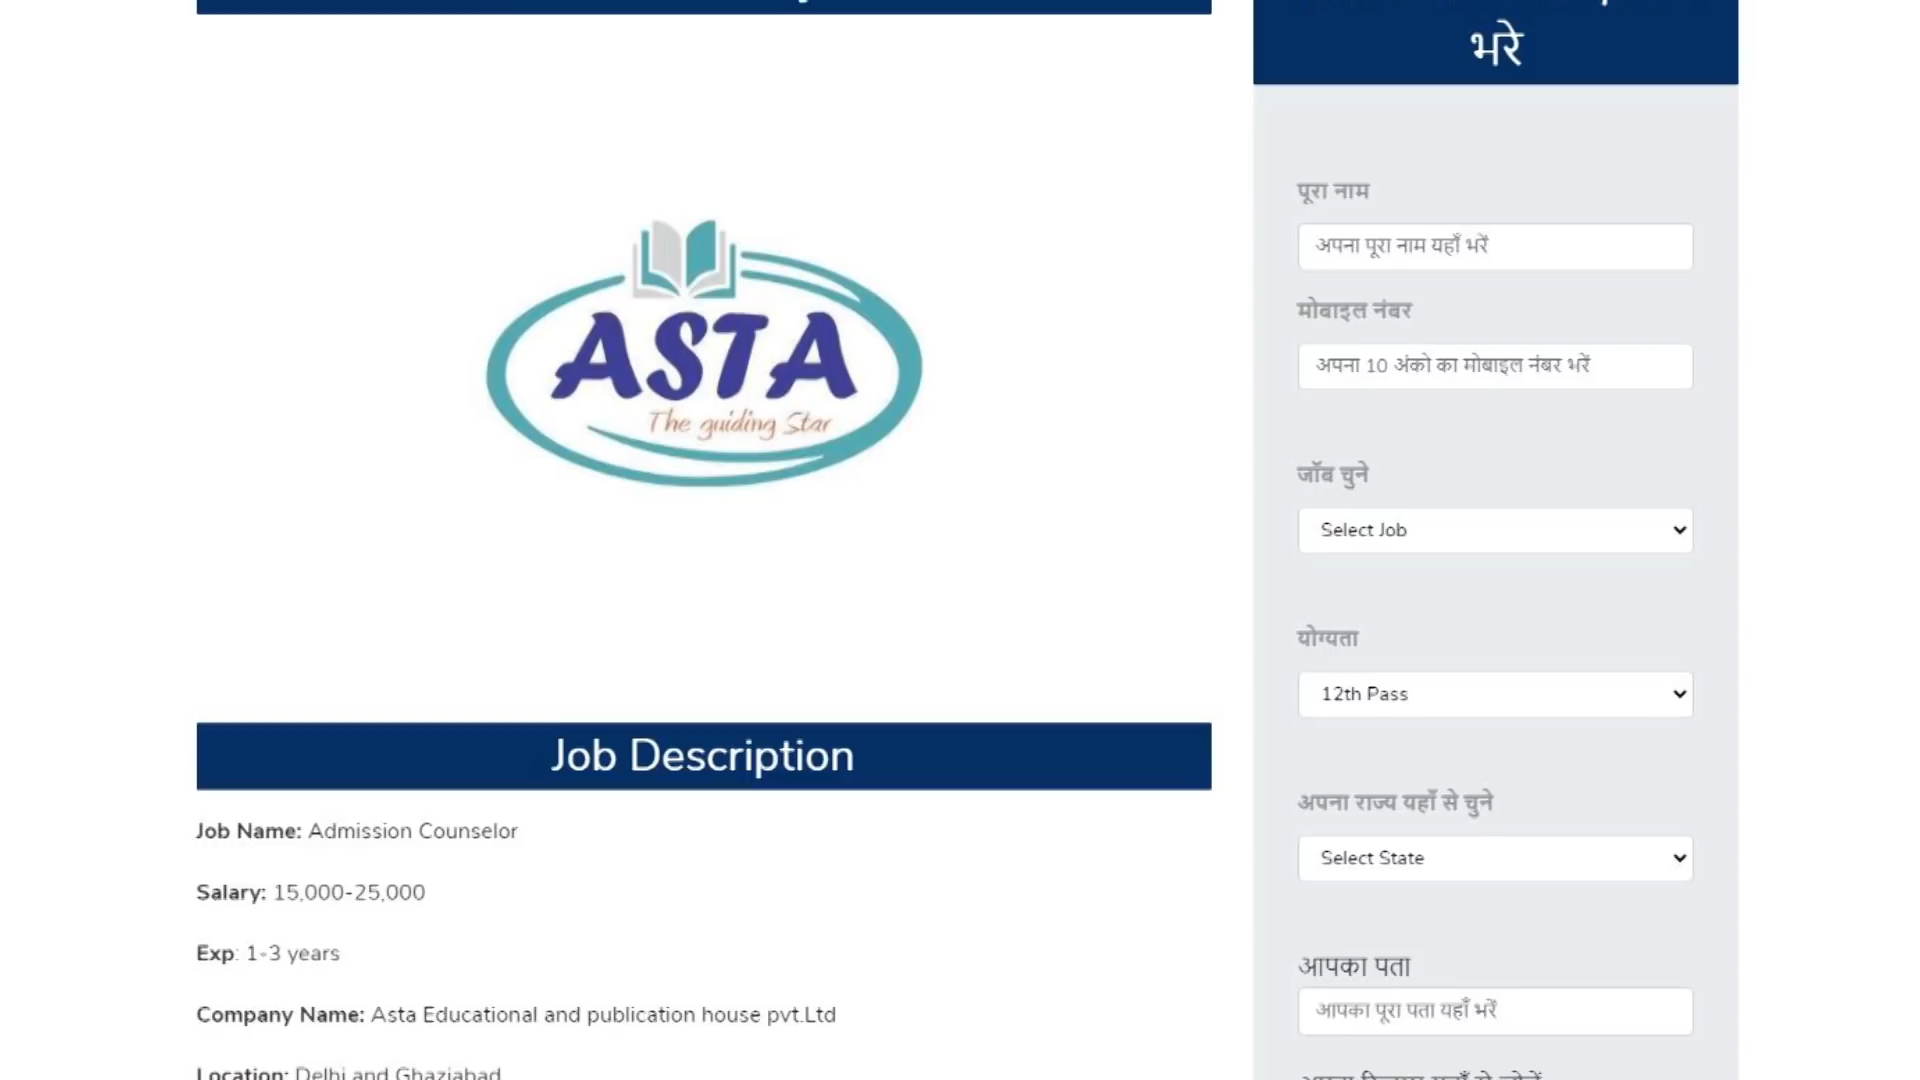 ASTA
The guiding Star
Job Description
Job Name: Admission Counselor
Salary: 15,000-25,000
Exp: 1-3 years
Company Name: Asta Educational and publication house pvt.Ltd
Location: Delhi and Ghaziabad
भरे
पूरा नाम
अपना पूरा नाम यहाँ भरें
मोबाइल नंबर
अपना 10 अंको का मोबाइल नंबर भरें
जॉब चुने
Select Job
योग्यता
12th Pass
अपना राज्य यहाँ से चुने
Select State
आपका पता
आपका पूरा पता यहाँ भरें